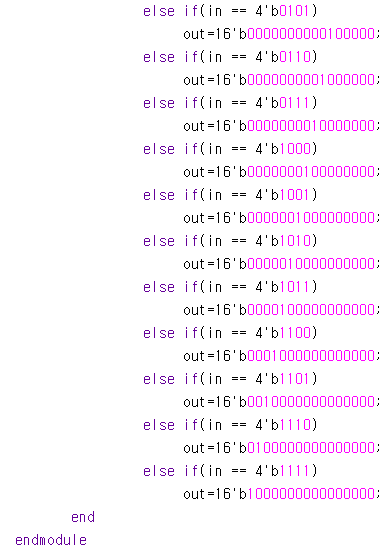 else if(in == 4'b0101)
out=16'b0000000000100000;
else if(in == 4'b0110)
out=16'b0000000001000000;
else if(in == 4'b0111)
out=16'b0000000010000000;
else if(in == 4'b1000)
out=16'b0000000100000000;
else if(in == 4'b1001)
out=16'b0000001000000000;
else if(in == 4'b1010)
out=16'b0000010000000000;
else if(in == 4'b1011)
out=16'b0000100000000000;
else if(in == 4'b1100)
out=16'b0001000000000000;
else if(in == 4'b1101)
out=16'b0010000000000000;
else if(in == 4'b1110)
out=16'b0100000000000000;
else if(in == 4'b1111)
out=16'b1000000000000000;
end
endmodule